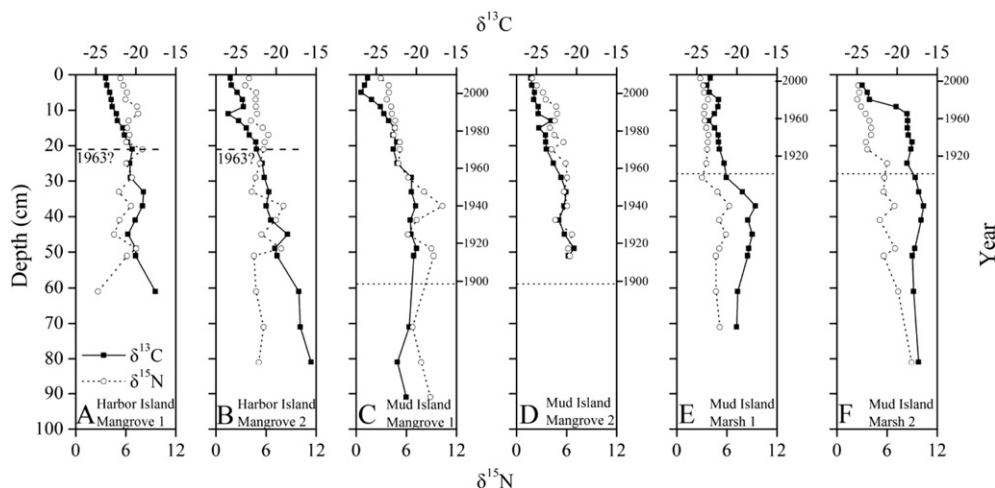 δ13C
-25 -20 -15 -25 -20 -15 -25 -20 -15 -25 -20 -15 -25 -20 -15 -25 -20 -15
Depth (cm)
0
10
20
30
40
50
60
70
80
90
100
1963?
δ13C
δ15N
A Harbor Island
Mangrove 1
0 6 12
1963?
B Harbor Island
Mangrove 2
0 6 12
2000
1980
1960
1940
1920
1900
C Mud Island
Mangrove 1
0 6 12
2000
1980
1960
1940
1920
1900
D Mud Island
Mangrove 2
0 6 12
2000
1960
1920
E Mud Island
Marsh 1
0 6 12
2000
1960
1920
F Mud Island
Marsh 2
0 6 12
Year
δ15N